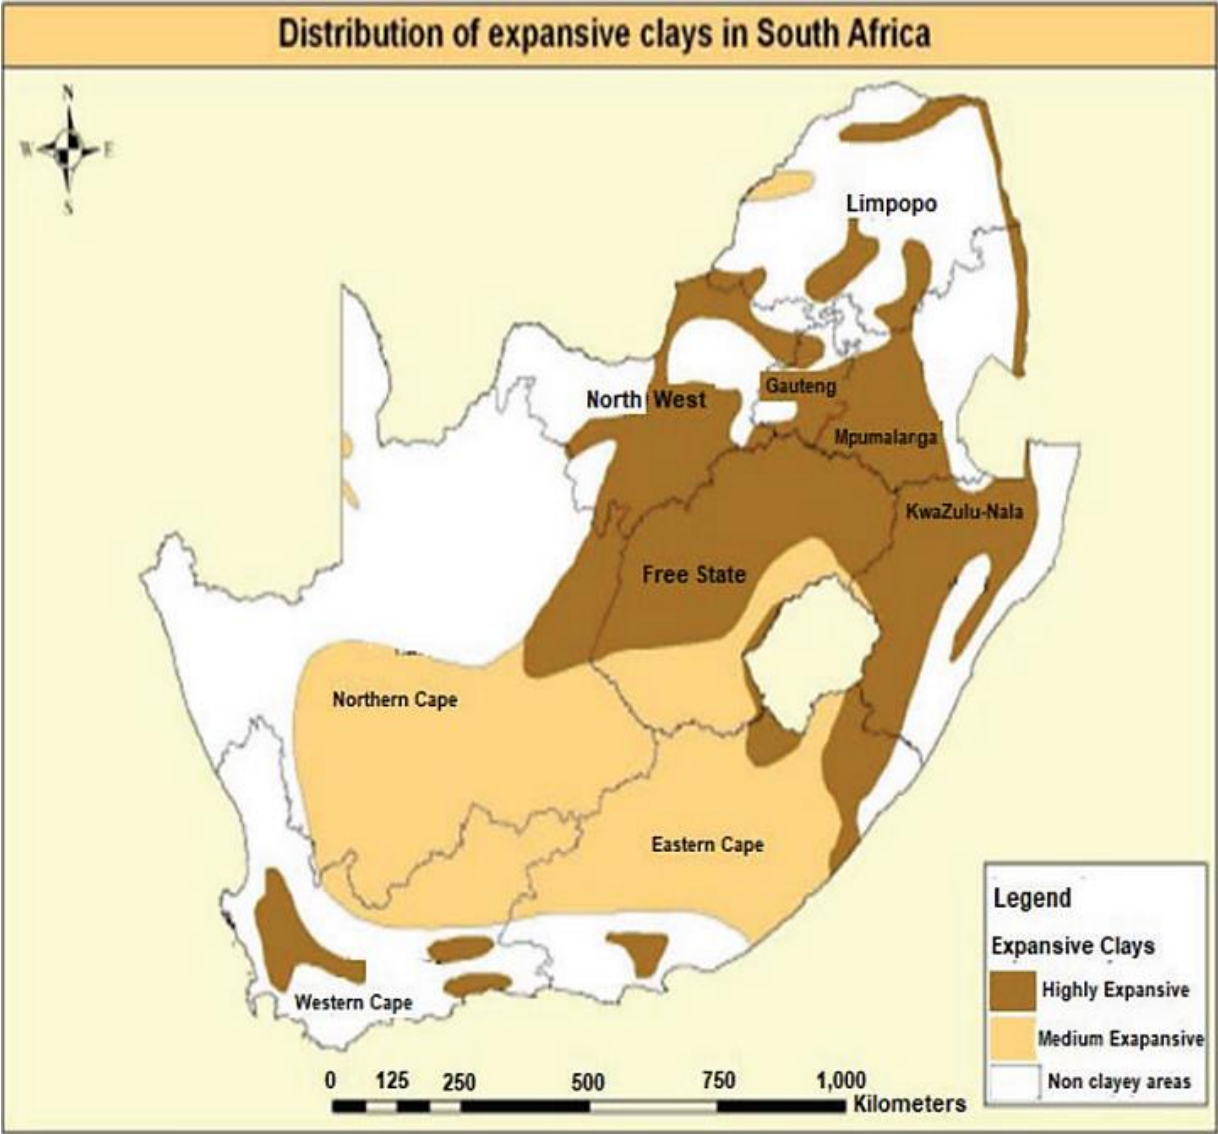 Distribution of expansive clays in South Africa
N
W E
S
Limpopo
North West
Gauteng
Mpumalanga
KwaZulu-Nala
Free State
Northern Cape
Eastern Cape
Western Cape
Legend
Expansive Clays
Highly Expansive
Medium Exapansive
Non clayey areas
0 125 250 500 750 1,000
Kilometers